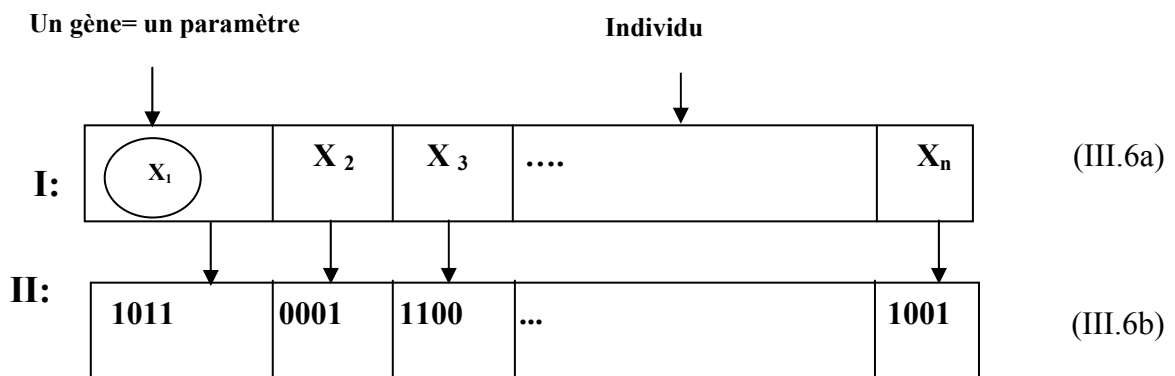 Un gène= un paramètre Individu
I: X₁ X ₂ X ₃ .... Xₙ (III.6a)
II: 1011 0001 1100 ... 1001 (III.6b)